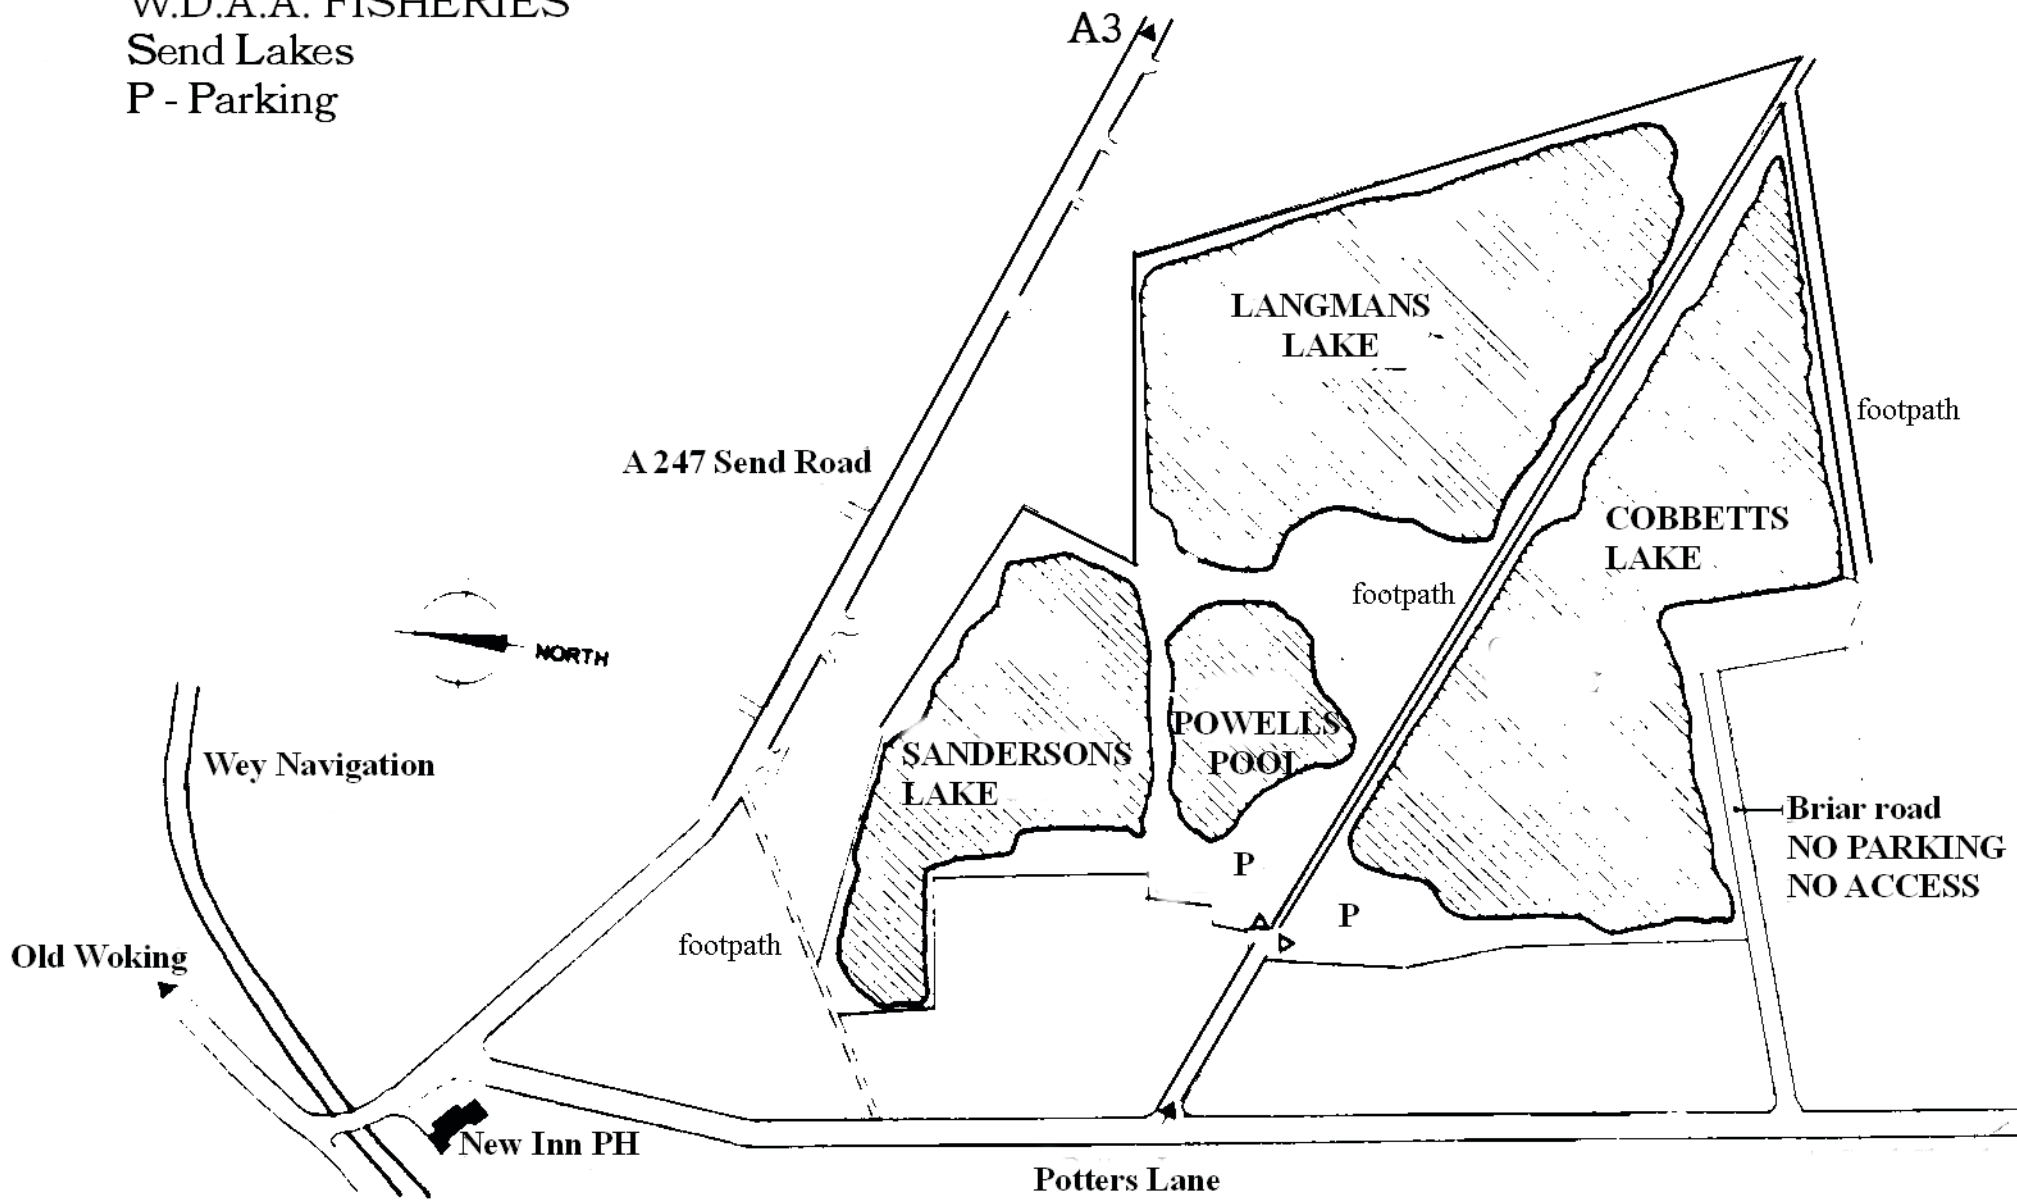 W.D.A.A. FISHERIES
Send Lakes
P - Parking
A3
LANGMANS
LAKE
footpath
A 247 Send Road
COBBETTS
LAKE
footpath
NORTH
POWELLS
POOL
SANDERSONS
LAKE
Wey Navigation
Briar road
NO PARKING
NO ACCESS
P
P
footpath
Old Woking
New Inn PH
Potters Lane